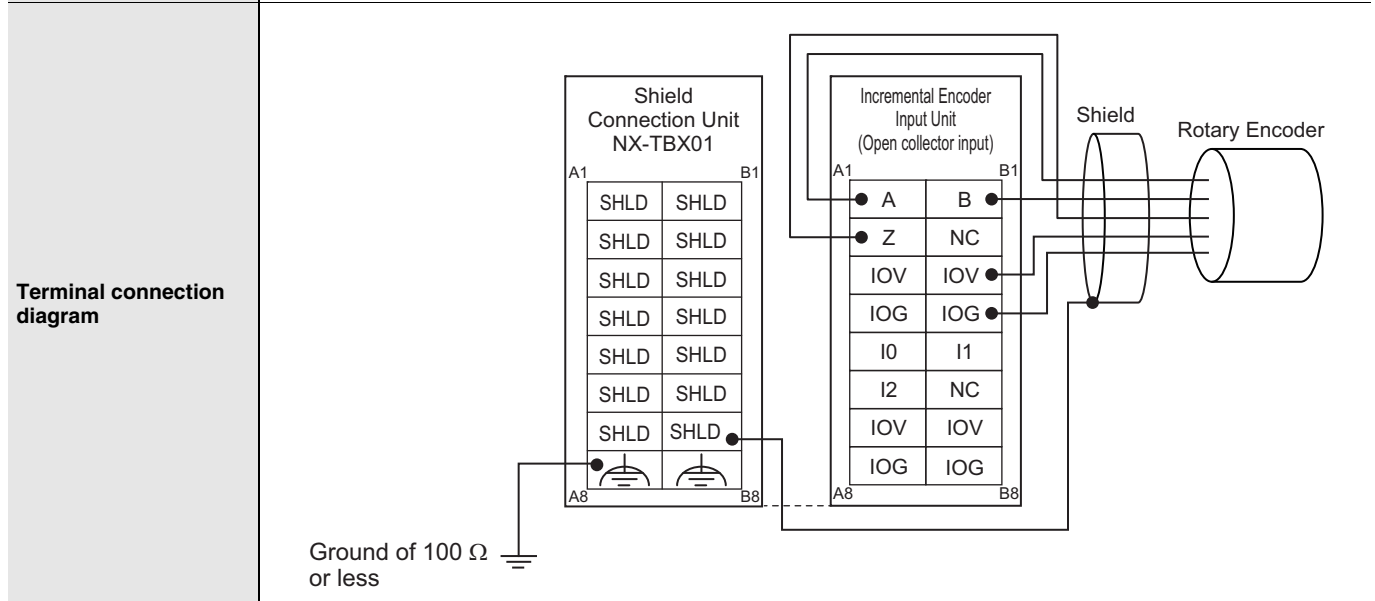 Terminal connection
diagram
Shield
Connection Unit
NX-TBX01
A1 B1
SHLD SHLD
SHLD SHLD
SHLD SHLD
SHLD SHLD
SHLD SHLD
SHLD SHLD
SHLD SHLD
A8 B8
Ground of 100 Ω
or less
Incremental Encoder
Input Unit
(Open collector input)
A1 B1
A B
Z NC
IOV IOV
IOG IOG
I0 I1
I2 NC
IOV IOV
IOG IOG
A8 B8
Shield
Rotary Encoder